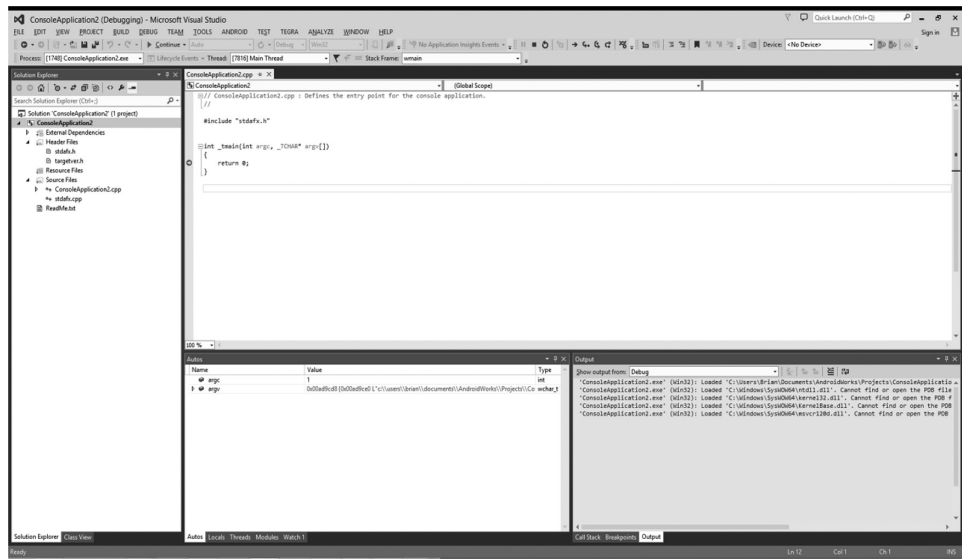 ConsoleApplication2 (Debugging) - Microsoft Visual Studio
Quick Launch (Ctrl+Q)
FILE EDIT VIEW PROJECT BUILD DEBUG TEAM TOOLS ANDROID TEST TEGRA ANALYZE WINDOW HELP
Sign in
Continue Auto Debug Win32 No Application Insights Events Device: <No Device>
Process: [1748] ConsoleApplication2.exe Lifecycle Events Thread: [7816] Main Thread Stack Frame: wmain
Solution Explorer
Search Solution Explorer (Ctrl+;)
Solution 'ConsoleApplication2' (1 project)
ConsoleApplication2
External Dependencies
Header Files
stdafx.h
targetver.h
Resource Files
Source Files
ConsoleApplication2.cpp
stdafx.cpp
ReadMe.txt
Solution Explorer Class View
ConsoleApplication2.cpp
ConsoleApplication2 (Global Scope)
// ConsoleApplication2.cpp : Defines the entry point for the console application.
//
#include "stdafx.h"
int _tmain(int argc, _TCHAR* argv[])
{
return 0;
}
100 %
Autos
Name Value Type
argc 1 int
argv L"c:\\users\\brian\\documents\\AndroidWorks\\Projects\\Co wchar_t
Autos Locals Threads Modules Watch 1
Output
Show output from: Debug
'ConsoleApplication2.exe' (Win32): Loaded 'C:\Users\Brian\Documents\AndroidWorks\Projects\ConsoleApplicatio
'ConsoleApplication2.exe' (Win32): Loaded 'C:\Windows\SysWOW64\ntdll.dll'. Cannot find or open the PDB file
'ConsoleApplication2.exe' (Win32): Loaded 'C:\Windows\SysWOW64\kernel32.dll'. Cannot find or open the PDB f
'ConsoleApplication2.exe' (Win32): Loaded 'C:\Windows\SysWOW64\KernelBase.dll'. Cannot find or open the PDB
'ConsoleApplication2.exe' (Win32): Loaded 'C:\Windows\SysWOW64\msvcr120d.dll'. Cannot find or open the PDB
Call Stack Breakpoints Output
Ready
Ln 12 Col 1 Ch 1 INS